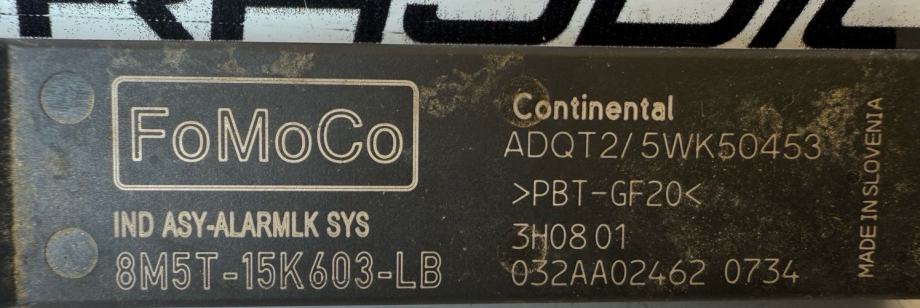 FoMoCo
IND ASY-ALARMLK SYS
8M5T-15K603-LB
Continental
ADQT2/5WK50453
>PBT-GF20<
3H08 01
032AA02462 0734
MADE IN SLOVENIA